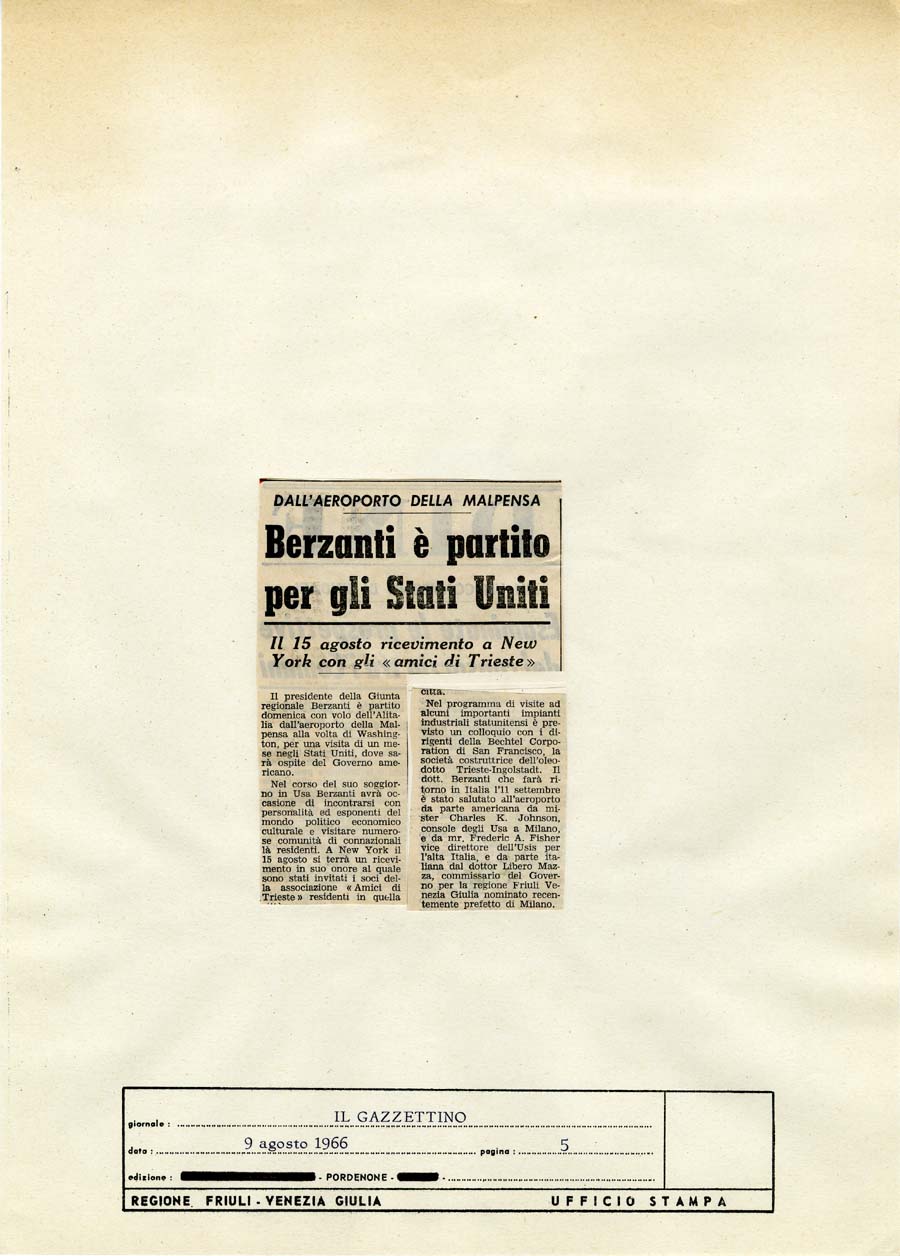 DALL'AEROPORTO DELLA MALPENSA
Berzanti è partito
per gli Stati Uniti
Il 15 agosto ricevimento a New
York con gli « amici di Trieste »
Il presidente della Giunta
regionale Berzanti è partito
domenica con volo dell'Alita-
lia dall'aeroporto della Mal-
pensa alla volta di Washing-
ton, per una visita di un me-
se negli Stati Uniti, dove sa-
rà ospite del Governo ame-
ricano.
Nel corso del suo soggior-
no in Usa Berzanti avrà oc-
casione di incontrarsi con
personalità ed esponenti del
mondo politico economico
culturale e visitare numero-
se comunità di connazionali
là residenti. A New York il
15 agosto si terrà un ricevi-
mento in suo onore al quale
sono stati invitati i soci del-
la associazione « Amici di
Trieste » residenti in quella
città.
Nel programma di visite ad
alcuni importanti impianti
industriali statunitensi è pre-
visto un colloquio con i di-
rigenti della Bechtel Corpo-
ration di San Francisco, la
società costruttrice dell'oleo-
dotto Trieste-Ingolstadt. Il
dott. Berzanti che farà ri-
torno in Italia l'11 settembre
è stato salutato all'aeroporto
da parte americana da mi-
ster Charles K. Johnson,
console degli Usa a Milano,
e da mr. Frederic A. Fisher
vice direttore dell'Usis per
l'alta Italia, e da parte ita-
liana dal dottor Libero Maz-
za, commissario del Gover-
no per la regione Friuli Ve-
nezia Giulia nominato recen-
temente prefetto di Milano.
giornale : IL GAZZETTINO
data : 9 agosto 1966 pagina : 5
edizione : - PORDENONE - -
REGIONE FRIULI - VENEZIA GIULIA UFFICIO STAMPA